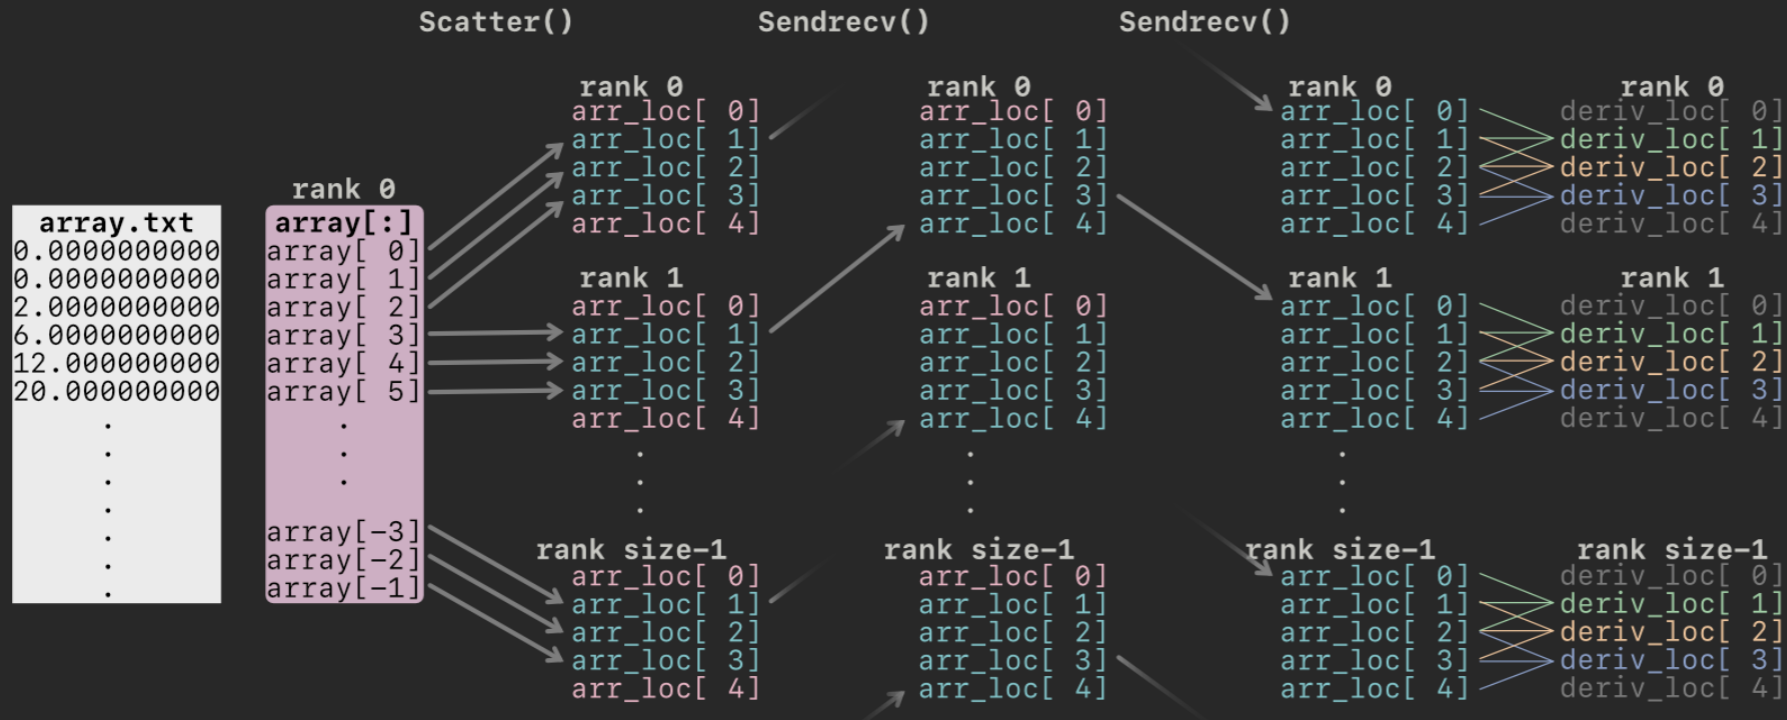 Scatter()
Sendrecv()
Sendrecv()
array.txt
0.0000000000
0.0000000000
2.0000000000
6.0000000000
12.000000000
20.000000000
.
.
.
.
.
.
.
rank 0
array[:]
array[ 0]
array[ 1]
array[ 2]
array[ 3]
array[ 4]
array[ 5]
.
.
.
array[−3]
array[−2]
array[−1]
rank 0
arr_loc[ 0]
arr_loc[ 1]
arr_loc[ 2]
arr_loc[ 3]
arr_loc[ 4]
rank 1
arr_loc[ 0]
arr_loc[ 1]
arr_loc[ 2]
arr_loc[ 3]
arr_loc[ 4]
.
.
.
rank size−1
arr_loc[ 0]
arr_loc[ 1]
arr_loc[ 2]
arr_loc[ 3]
arr_loc[ 4]
rank 0
arr_loc[ 0]
arr_loc[ 1]
arr_loc[ 2]
arr_loc[ 3]
arr_loc[ 4]
rank 1
arr_loc[ 0]
arr_loc[ 1]
arr_loc[ 2]
arr_loc[ 3]
arr_loc[ 4]
.
.
.
rank size−1
arr_loc[ 0]
arr_loc[ 1]
arr_loc[ 2]
arr_loc[ 3]
arr_loc[ 4]
rank 0
arr_loc[ 0]
arr_loc[ 1]
arr_loc[ 2]
arr_loc[ 3]
arr_loc[ 4]
rank 1
arr_loc[ 0]
arr_loc[ 1]
arr_loc[ 2]
arr_loc[ 3]
arr_loc[ 4]
.
.
.
rank size−1
arr_loc[ 0]
arr_loc[ 1]
arr_loc[ 2]
arr_loc[ 3]
arr_loc[ 4]
rank 0
deriv_loc[ 0]
deriv_loc[ 1]
deriv_loc[ 2]
deriv_loc[ 3]
deriv_loc[ 4]
rank 1
deriv_loc[ 0]
deriv_loc[ 1]
deriv_loc[ 2]
deriv_loc[ 3]
deriv_loc[ 4]
rank size−1
deriv_loc[ 0]
deriv_loc[ 1]
deriv_loc[ 2]
deriv_loc[ 3]
deriv_loc[ 4]